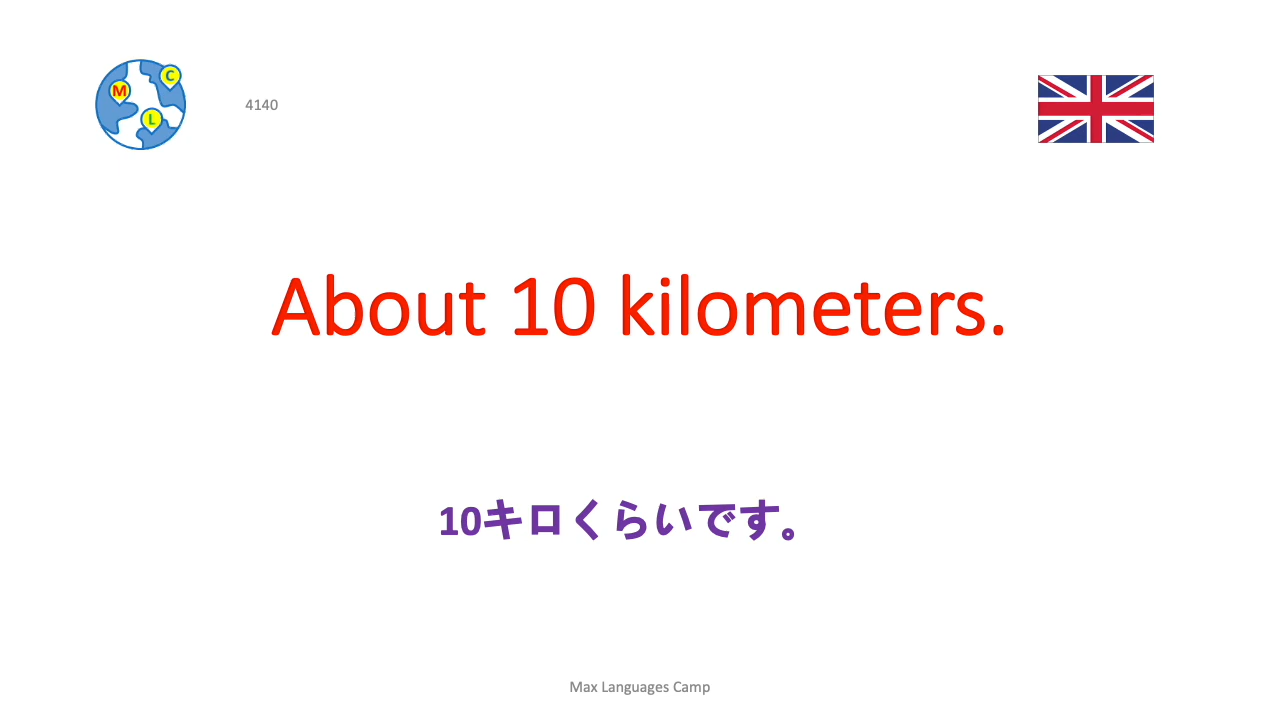 C
M
L
4140
About 10 kilometers.
10キロくらいです。
Max Languages Camp